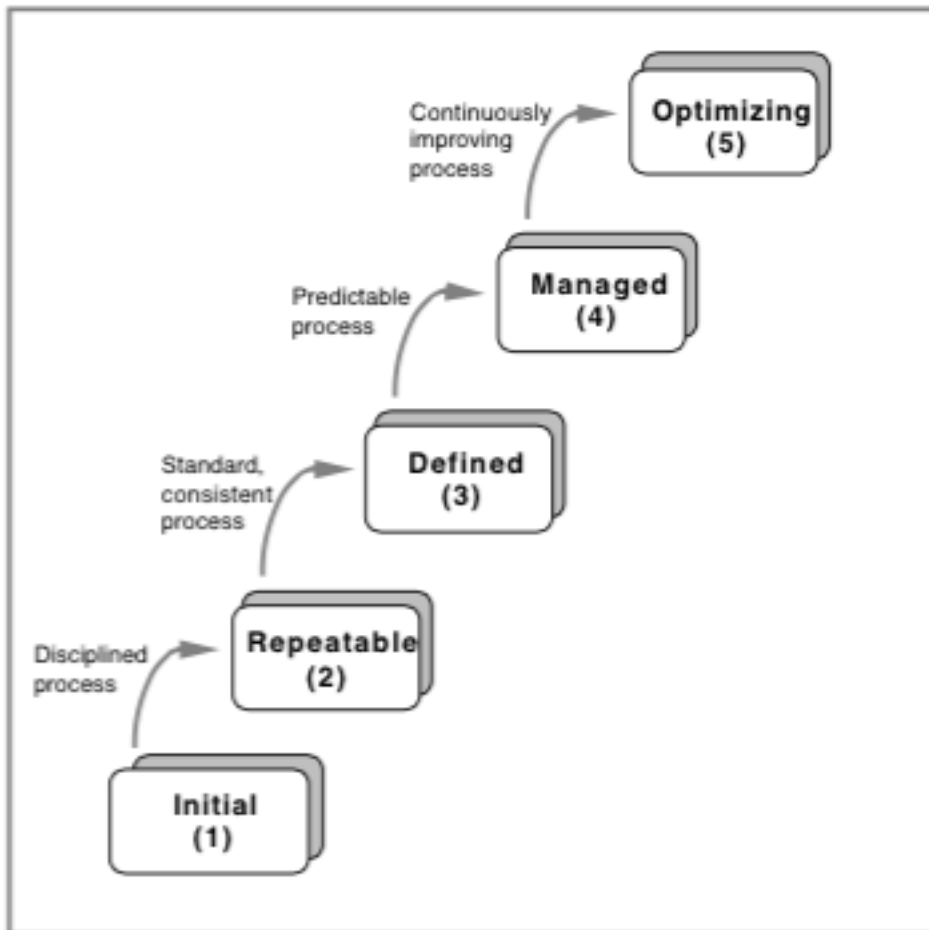 Continuously
improving
process
Optimizing
(5)
Predictable
process
Managed
(4)
Standard,
consistent
process
Defined
(3)
Disciplined
process
Repeatable
(2)
Initial
(1)